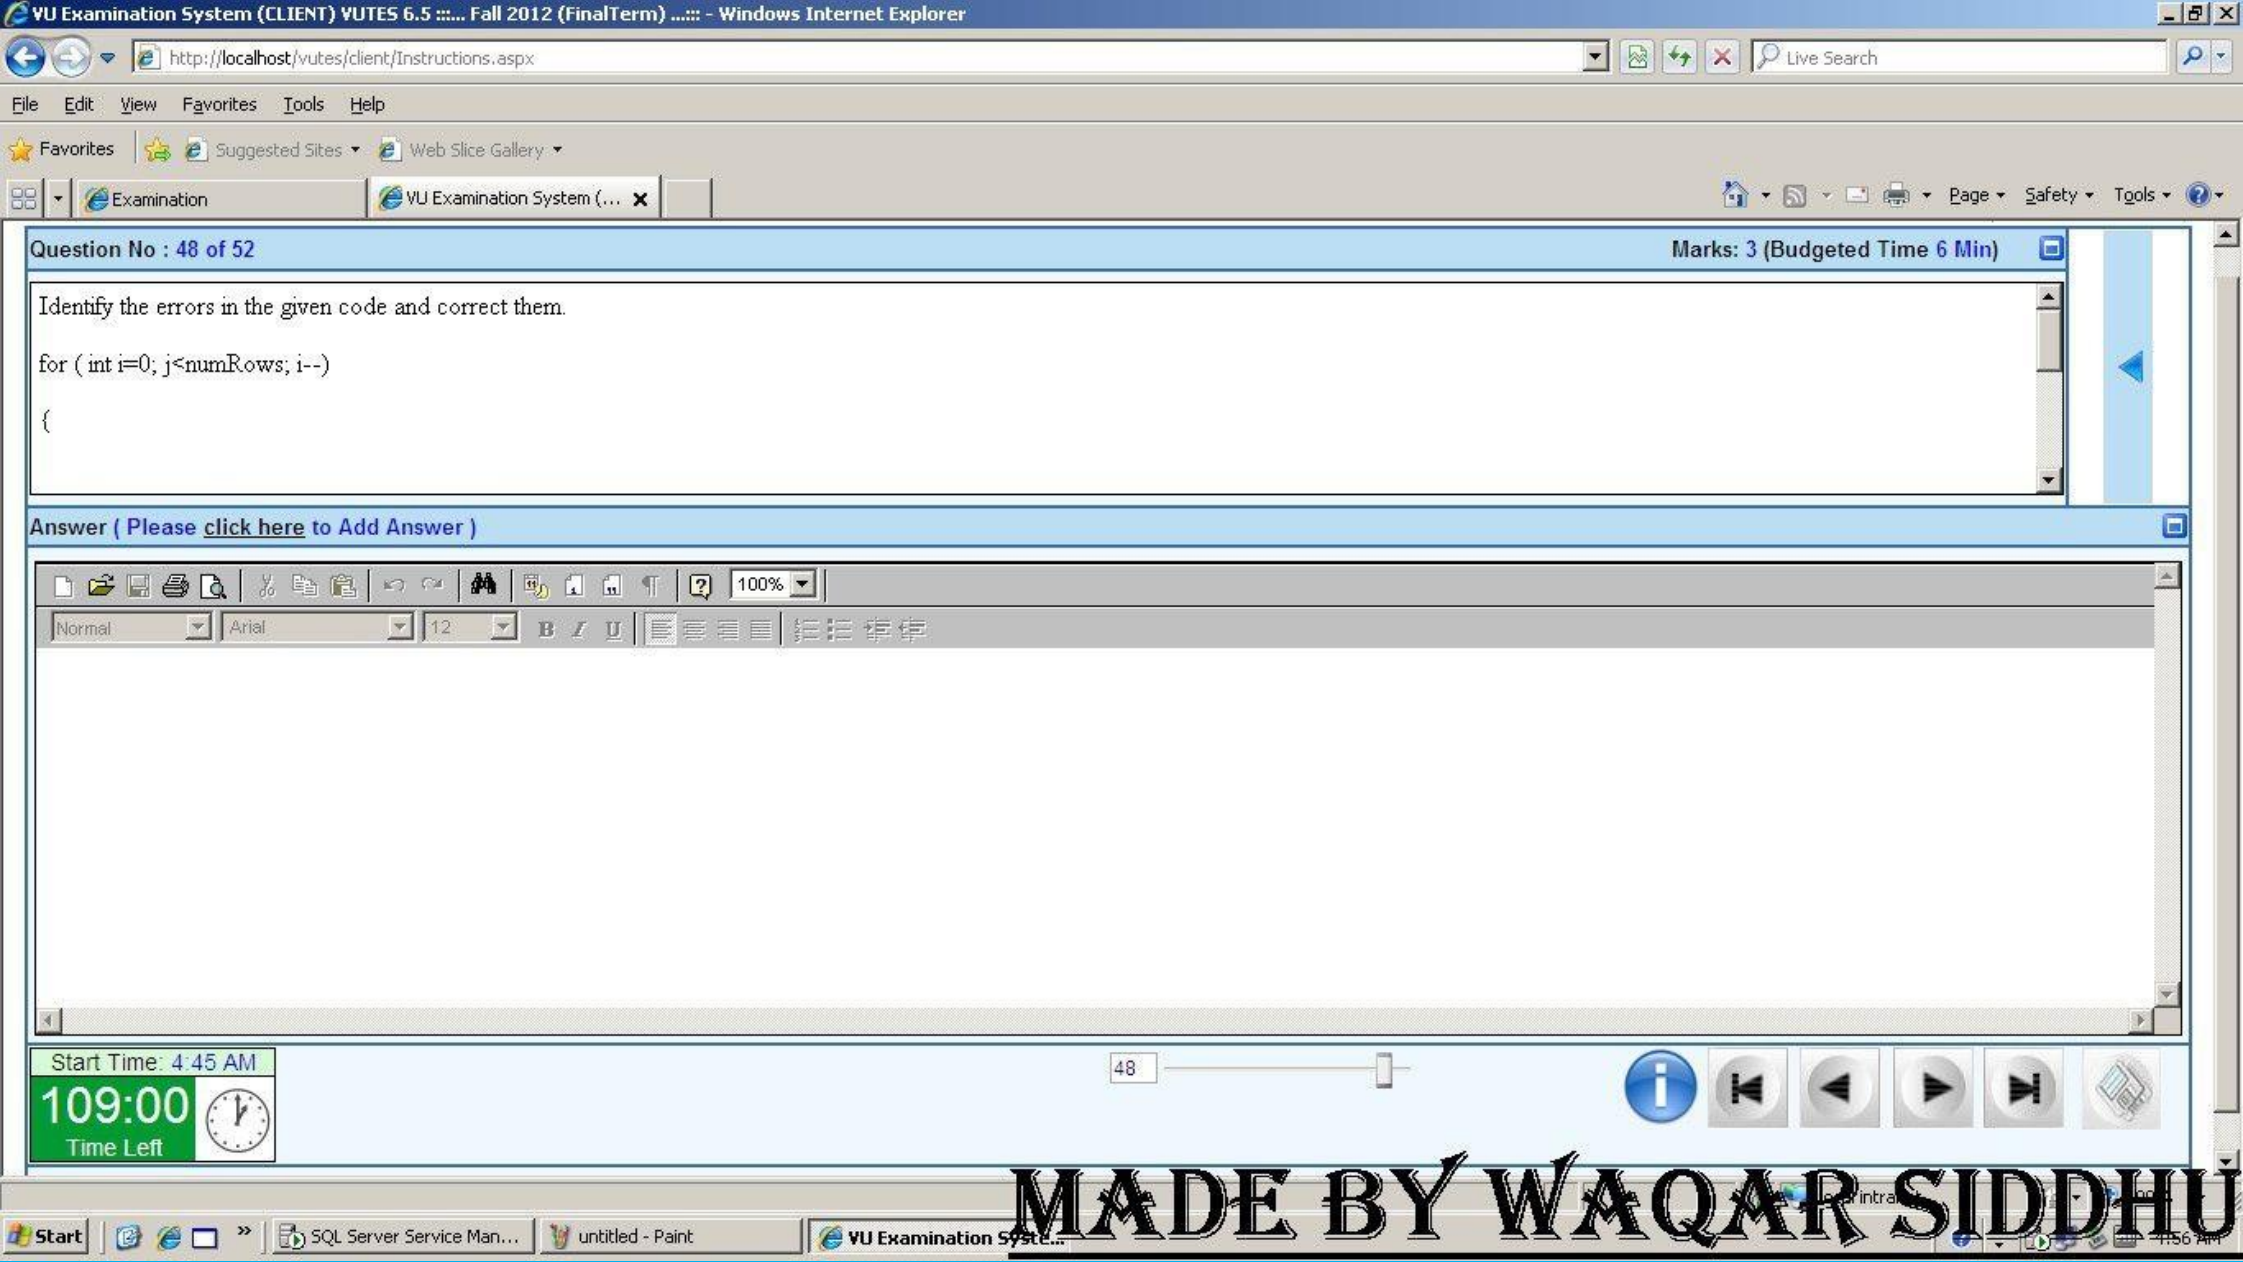 VU Examination System (CLIENT) VUTES 6.5 :::... Fall 2012 (FinalTerm) ...::: - Windows Internet Explorer
http://localhost/vutes/client/Instructions.aspx
Live Search
File Edit View Favorites Tools Help
Favorites Suggested Sites Web Slice Gallery
Examination VU Examination System (... Page Safety Tools
Question No : 48 of 52 Marks: 3 (Budgeted Time 6 Min)
Identify the errors in the given code and correct them.
for ( int i=0; j<numRows; i--)
{
Answer ( Please click here to Add Answer )
100%
Normal Arial 12 B I U
Start Time: 4:45 AM
48
109:00
Time Left
MADE BY WAQAR SIDDHU
Start SQL Server Service Man... untitled - Paint VU Examination Syste... 4:56 AM